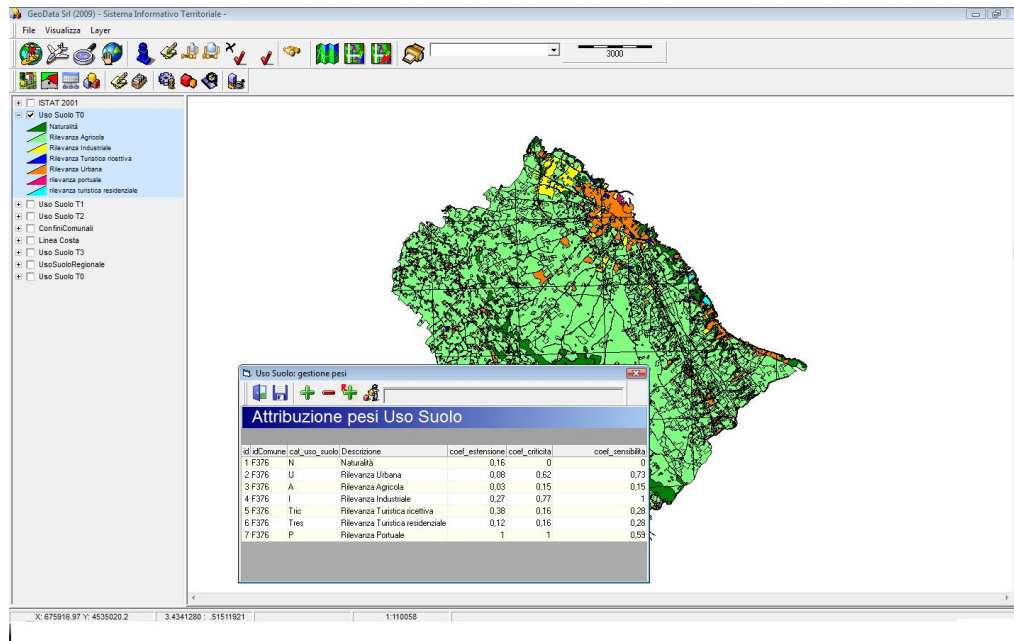 GeoData Srl (2009) - Sistema Informativo Territoriale -
File Visualizza Layer
3000
ISTAT 2001
Uso Suolo T0
Naturalità
Rilevanza Agricola
Rilevanza Industriale
Rilevanza Turistica ricettiva
Rilevanza Urbana
rilevanza portuale
rilevanza turistica residenziale
Uso Suolo T1
Uso Suolo T2
ConfiniComunali
Linea Costa
Uso Suolo T3
UsoSuoloRegionale
Uso Suolo T0
Uso Suolo: gestione pesi
Attribuzione pesi Uso Suolo
id idComune cat_uso_suolo Descrizione coef_estensione coef_criticita coef_sensibilita
1 F376 N Naturalità 0,16 0 0
2 F376 U Rilevanza Urbana 0,08 0,62 0,73
3 F376 A Rilevanza Agricola 0,03 0,15 0,15
4 F376 I Rilevanza Industriale 0,27 0,77 1
5 F376 Tric Rilevanza Turistica ricettiva 0,38 0,16 0,28
6 F376 Tres Rilevanza Turistica residenziale 0,12 0,16 0,28
7 F376 P Rilevanza Portuale 1 1 0,59
X: 675916.97 Y: 4535020.2 3.4341280 : .51511921 1:110058